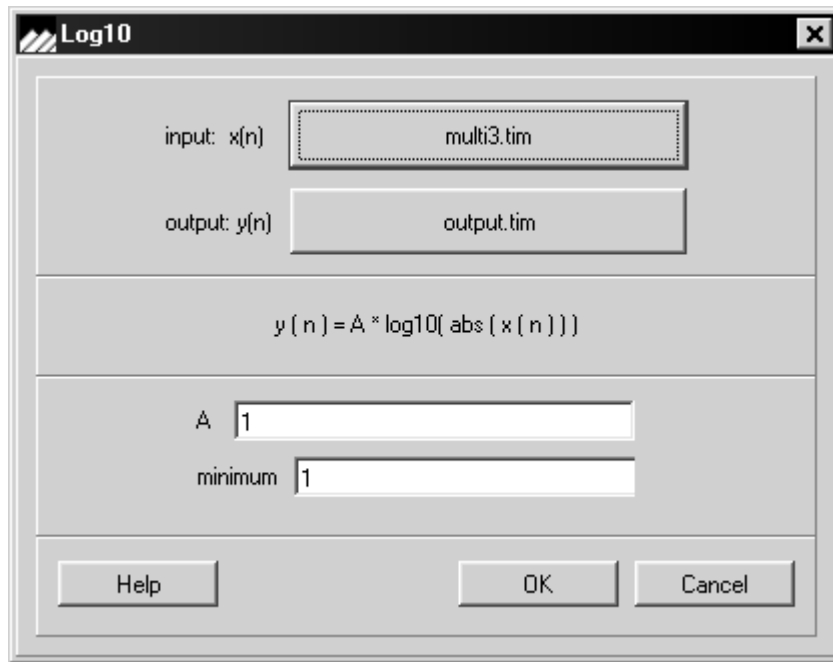 Log10
input: x(n) multi3.tim
output: y(n) output.tim
y ( n ) = A * log10( abs ( x ( n ) ) )
A 1
minimum 1
Help OK Cancel